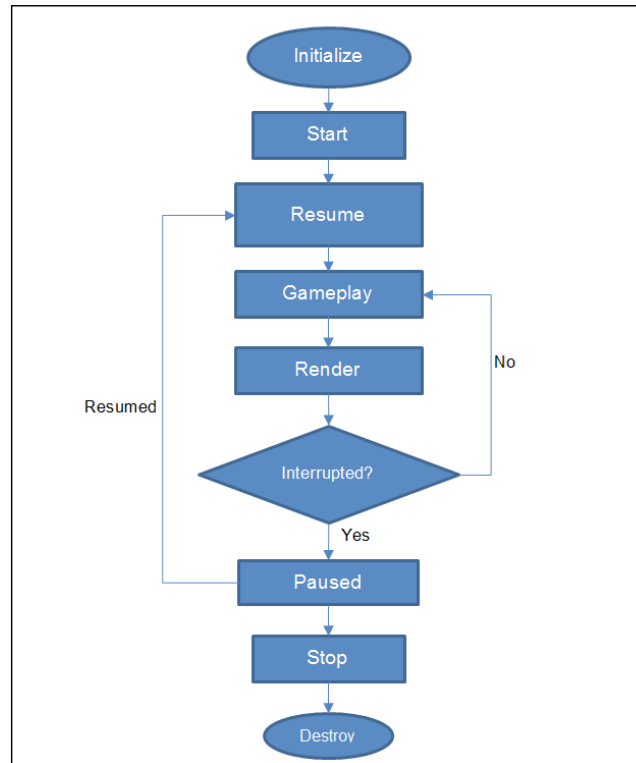 Initialize
Start
Resume
Gameplay
Render
No
Resumed
Interrupted?
Yes
Paused
Stop
Destroy